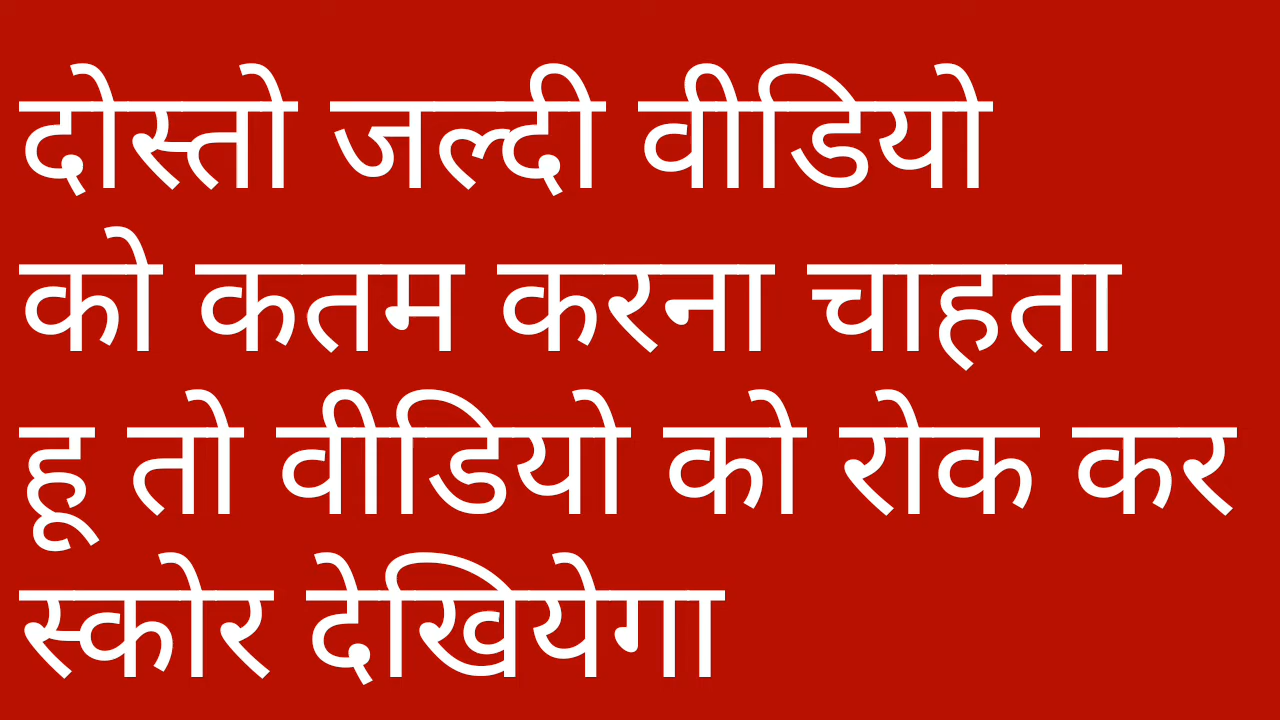 दोस्तो जल्दी वीडियो
को कतम करना चाहता
हू तो वीडियो को रोक कर
स्कोर देखियेगा